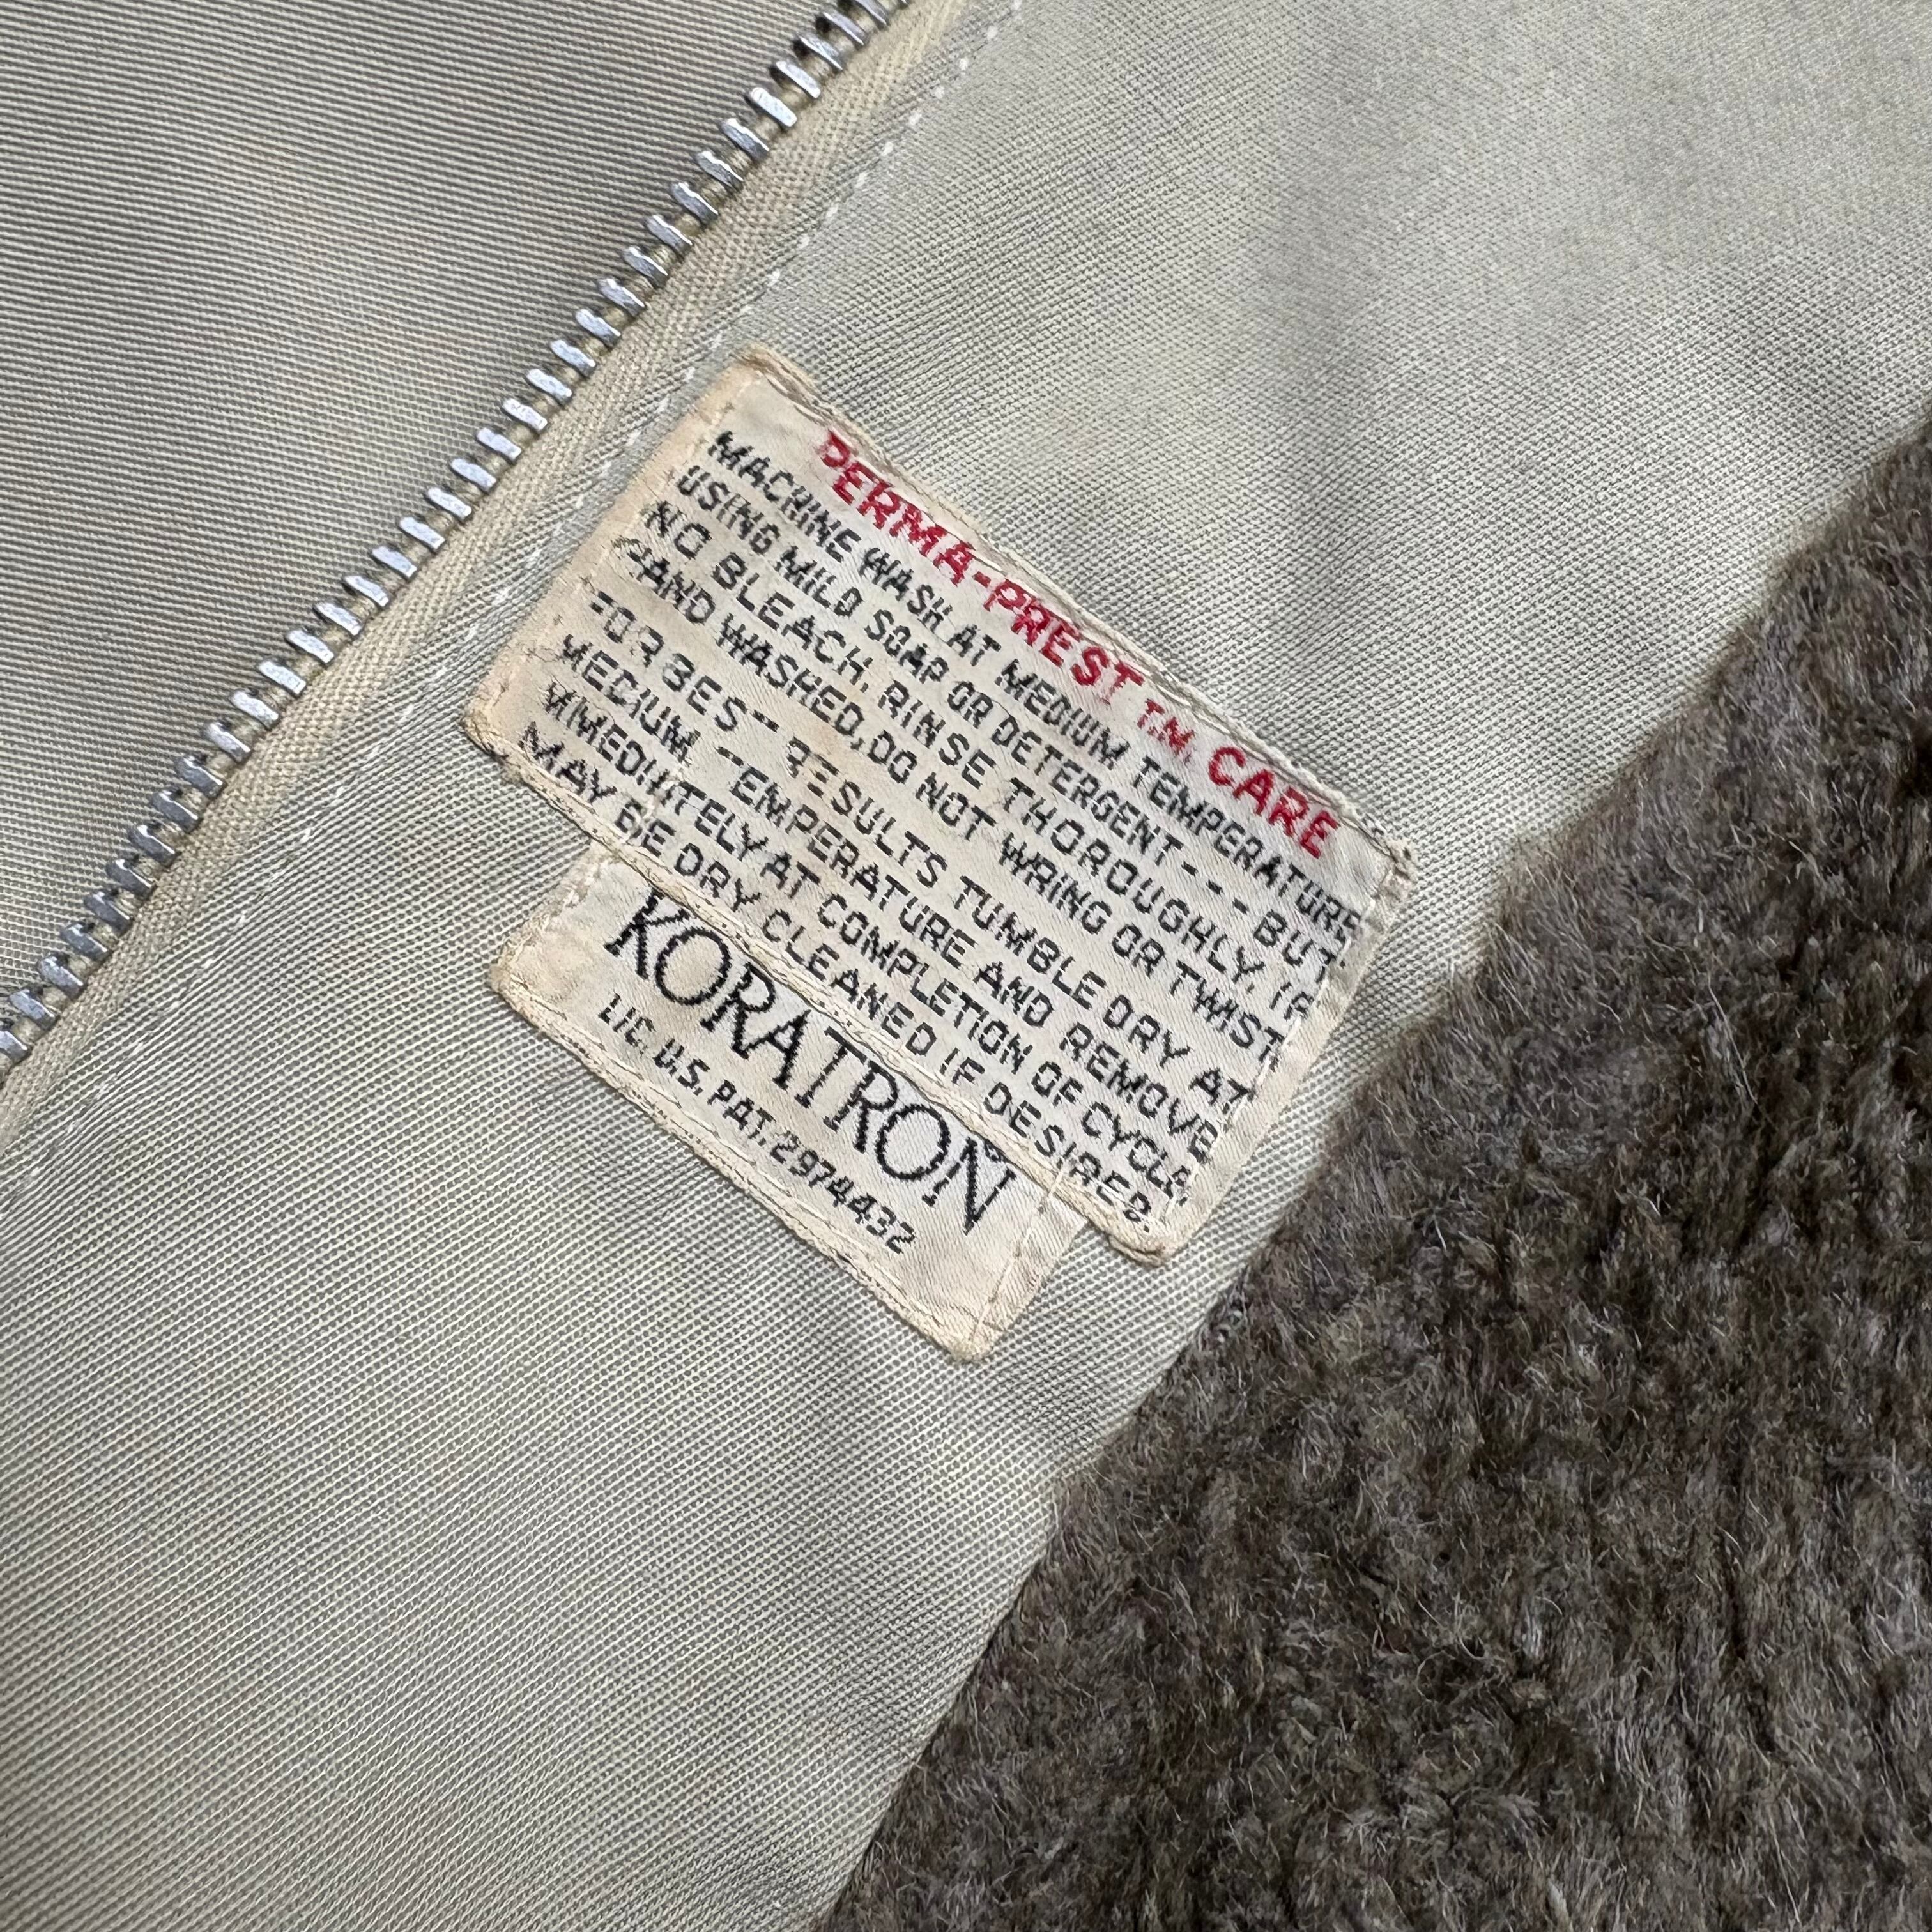 PERMA-PREST T.M. CARE
MACHINE WASH AT MEDIUM TEMPERATURE
USING MILD SOAP OR DETERGENT - - - BUT
NO BLEACH. RINSE THOROUGHLY. IF
HAND WASHED, DO NOT WRING OR TWIST.
FOR BEST RESULTS TUMBLE DRY AT
MEDIUM TEMPERATURE AND REMOVE
IMMEDIATELY AT COMPLETION OF CYCLE
MAY BE DRY CLEANED IF DESIRED.
KORATRON®
LIC. U.S. PAT. 2974432